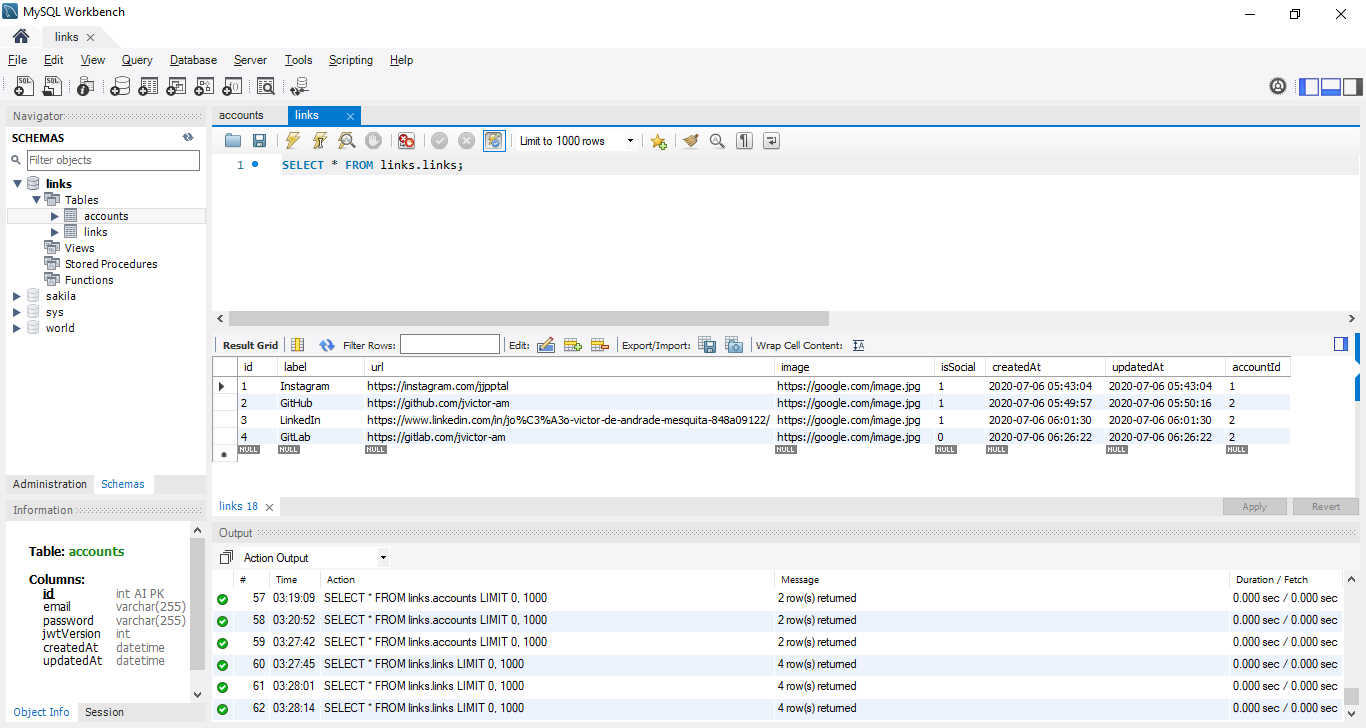 MySQL Workbench
links
File Edit View Query Database Server Tools Scripting Help
Navigator
SCHEMAS
Filter objects
links
Tables
accounts
links
Views
Stored Procedures
Functions
sakila
sys
world
Administration Schemas
Information
Table: accounts
Columns:
id int AI PK
email varchar(255)
password varchar(255)
jwtVersion int
createdAt datetime
updatedAt datetime
Object Info Session
accounts links
Limit to 1000 rows
1 SELECT * FROM links.links;
Result Grid Filter Rows: Edit: Export/Import: Wrap Cell Content:
id label url image isSocial createdAt updatedAt accountId
1 Instagram https://instagram.com/jjpptal https://google.com/image.jpg 1 2020-07-06 05:43:04 2020-07-06 05:43:04 1
2 GitHub https://github.com/jvictor-am https://google.com/image.jpg 1 2020-07-06 05:49:57 2020-07-06 05:50:16 2
3 LinkedIn https://www.linkedin.com/in/jo%C3%A3o-victor-de-andrade-mesquita-848a09122/ https://google.com/image.jpg 1 2020-07-06 06:01:30 2020-07-06 06:01:30 2
4 GitLab https://gitlab.com/jvictor-am https://google.com/image.jpg 0 2020-07-06 06:26:22 2020-07-06 06:26:22 2
NULL NULL NULL NULL NULL NULL NULL NULL
links 18 Apply Revert
Output
Action Output
# Time Action Message Duration / Fetch
57 03:19:09 SELECT * FROM links.accounts LIMIT 0, 1000 2 row(s) returned 0.000 sec / 0.000 sec
58 03:20:52 SELECT * FROM links.accounts LIMIT 0, 1000 2 row(s) returned 0.000 sec / 0.000 sec
59 03:27:42 SELECT * FROM links.accounts LIMIT 0, 1000 2 row(s) returned 0.000 sec / 0.000 sec
60 03:27:45 SELECT * FROM links.links LIMIT 0, 1000 4 row(s) returned 0.000 sec / 0.000 sec
61 03:28:01 SELECT * FROM links.links LIMIT 0, 1000 4 row(s) returned 0.000 sec / 0.000 sec
62 03:28:14 SELECT * FROM links.links LIMIT 0, 1000 4 row(s) returned 0.000 sec / 0.000 sec